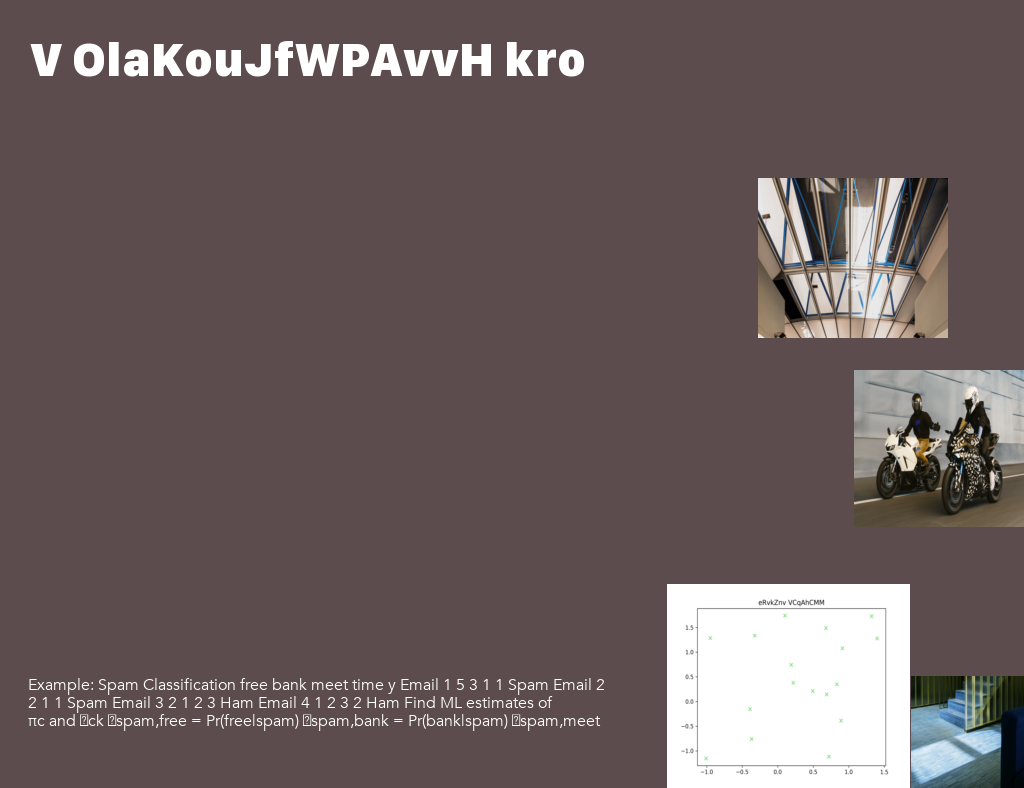 V OlaKouJfWPAvvH kro
eRvkZnv VCqAhCMM
1.5
1.0
0.5
0.0
−0.5
−1.0
−1.0 −0.5 0.0 0.5 1.0 1.5
Example: Spam Classification free bank meet time y Email 1 5 3 1 1 Spam Email 2
2 1 1 Spam Email 3 2 1 2 3 Ham Email 4 1 2 3 2 Ham Find ML estimates of
πc and ck spam,free = Pr(free|spam) spam,bank = Pr(bank|spam) spam,meet